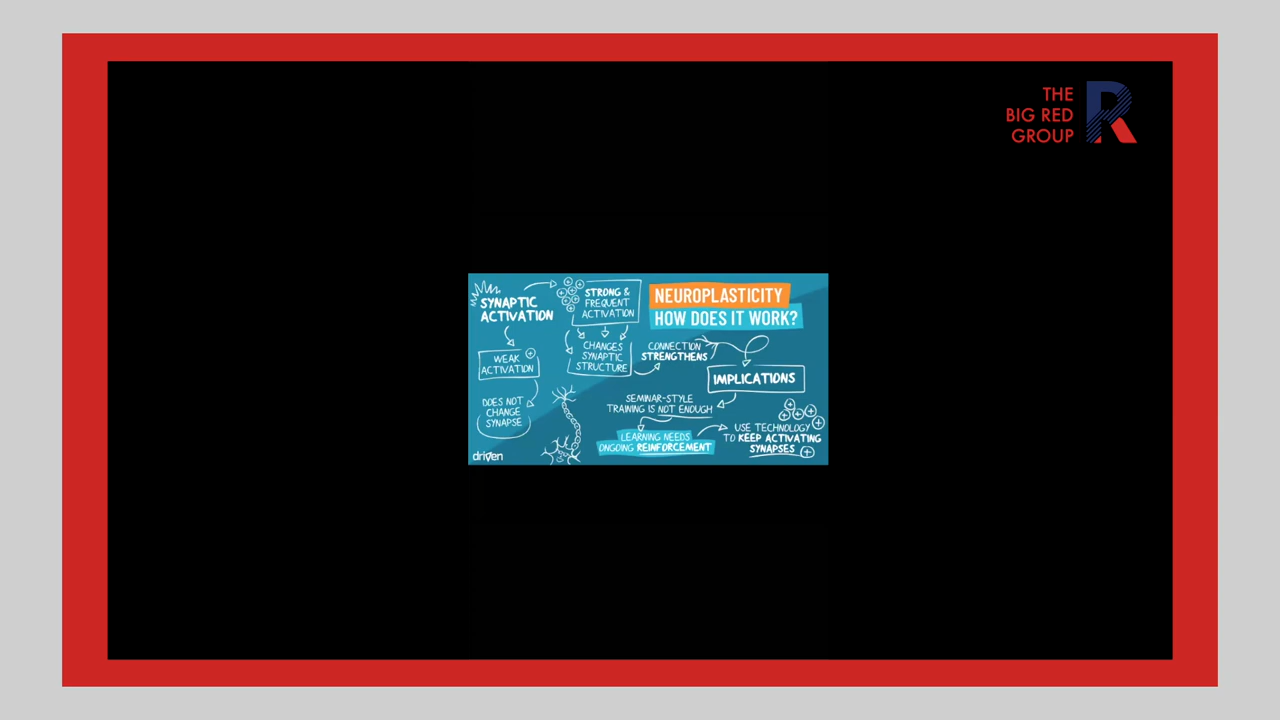 THE
BIG RED
GROUP
NEUROPLASTICITY
HOW DOES IT WORK?
SYNAPTIC
ACTIVATION
STRONG &
FREQUENT
ACTIVATION
WEAK
ACTIVATION
DOES NOT
CHANGE
SYNAPSE
CHANGES
SYNAPTIC
STRUCTURE
CONNECTION
STRENGTHENS
IMPLICATIONS
SEMINAR-STYLE
TRAINING IS NOT ENOUGH
LEARNING NEEDS
ONGOING REINFORCEMENT
USE TECHNOLOGY
TO KEEP ACTIVATING
SYNAPSES
driven